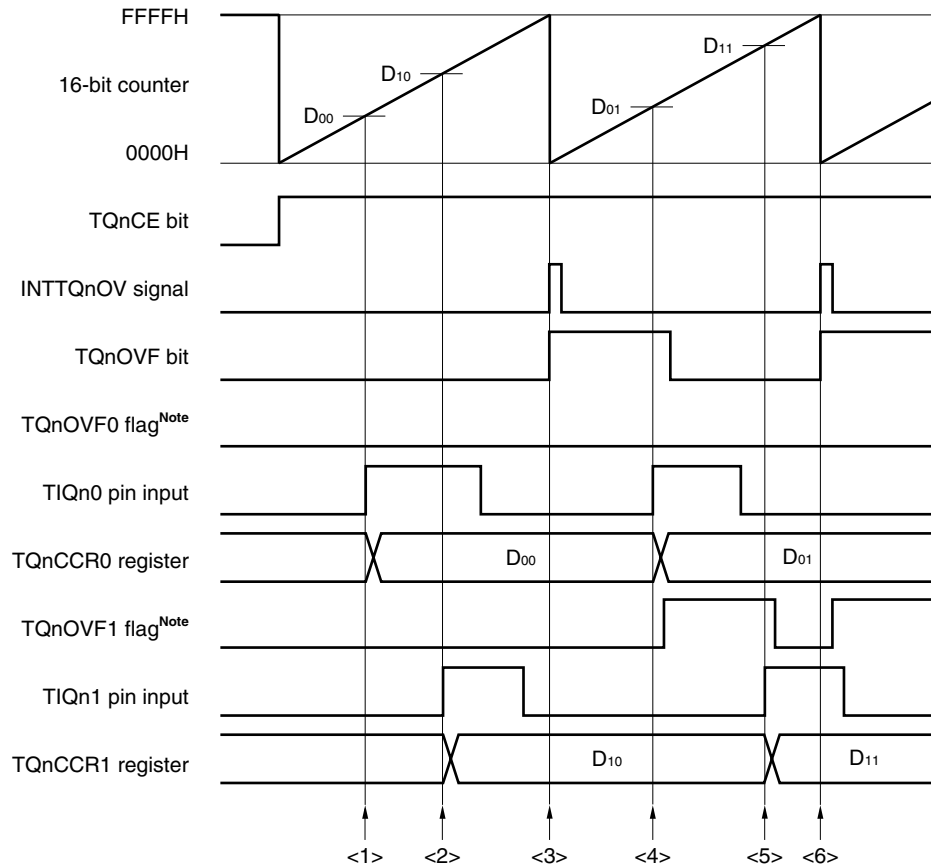 FFFFH
D11
D10
16-bit counter
D01
D00
0000H
TQnCE bit
INTTQnOV signal
TQnOVF bit
TQnOVF0 flagNote
TIQn0 pin input
TQnCCR0 register
D00
D01
TQnOVF1 flagNote
TIQn1 pin input
TQnCCR1 register
D10
D11
<1> <2> <3> <4> <5> <6>